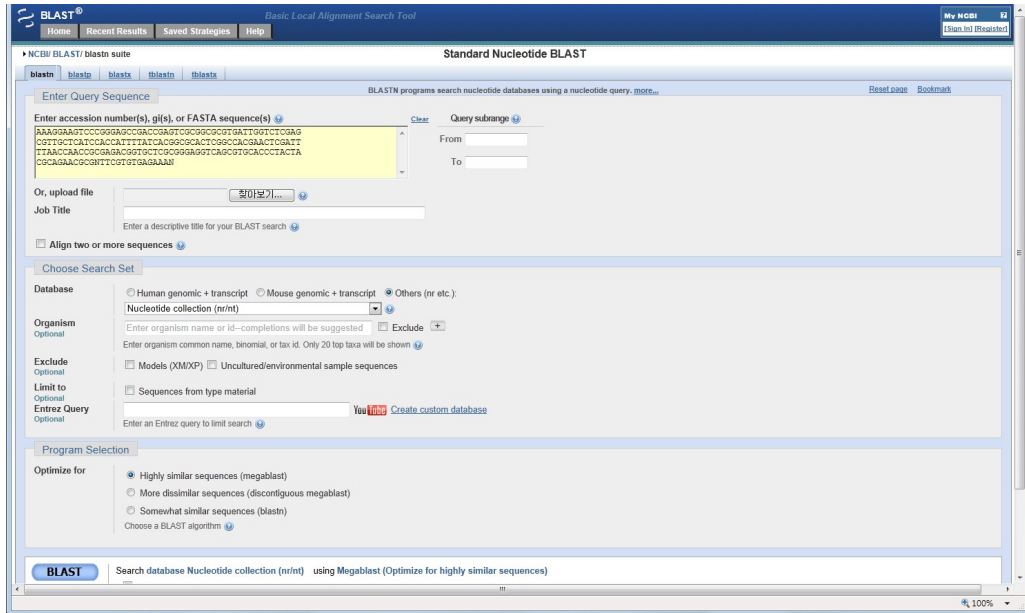 BLAST®
Basic Local Alignment Search Tool
My NCBI
[Sign In] [Register]
Home Recent Results Saved Strategies Help
NCBI/ BLAST/ blastn suite
Standard Nucleotide BLAST
blastn blastp blastx tblastn tblastx
BLASTN programs search nucleotide databases using a nucleotide query. more...
Reset page Bookmark
Enter Query Sequence
Enter accession number(s), gi(s), or FASTA sequence(s)
Clear
Query subrange
AAAGGAAGTCCCGGGAGCCGACCGAGTCGCGGCGCGTGATTGGTCTCGAG
CGTTGCTCATCCACCATTTTATCACGGCGCACTCGGCCACGAACTCGATT
TTAACCAACCGCGAGACGGTGCTCGCGGGAGGTCAGCGTGCACCCTACTA
CGCAGAACGCGNTTCGTGTGAGAAAN
From
To
Or, upload file
찾아보기...
Job Title
Enter a descriptive title for your BLAST search
Align two or more sequences
Choose Search Set
Database
Human genomic + transcript Mouse genomic + transcript Others (nr etc.):
Nucleotide collection (nr/nt)
Organism
Optional
Enter organism name or id--completions will be suggested
Exclude
+
Enter organism common name, binomial, or tax id. Only 20 top taxa will be shown
Exclude
Optional
Models (XM/XP) Uncultured/environmental sample sequences
Limit to
Optional
Sequences from type material
Entrez Query
Optional
You Tube Create custom database
Enter an Entrez query to limit search
Program Selection
Optimize for
Highly similar sequences (megablast)
More dissimilar sequences (discontiguous megablast)
Somewhat similar sequences (blastn)
Choose a BLAST algorithm
BLAST
Search database Nucleotide collection (nr/nt) using Megablast (Optimize for highly similar sequences)
100%